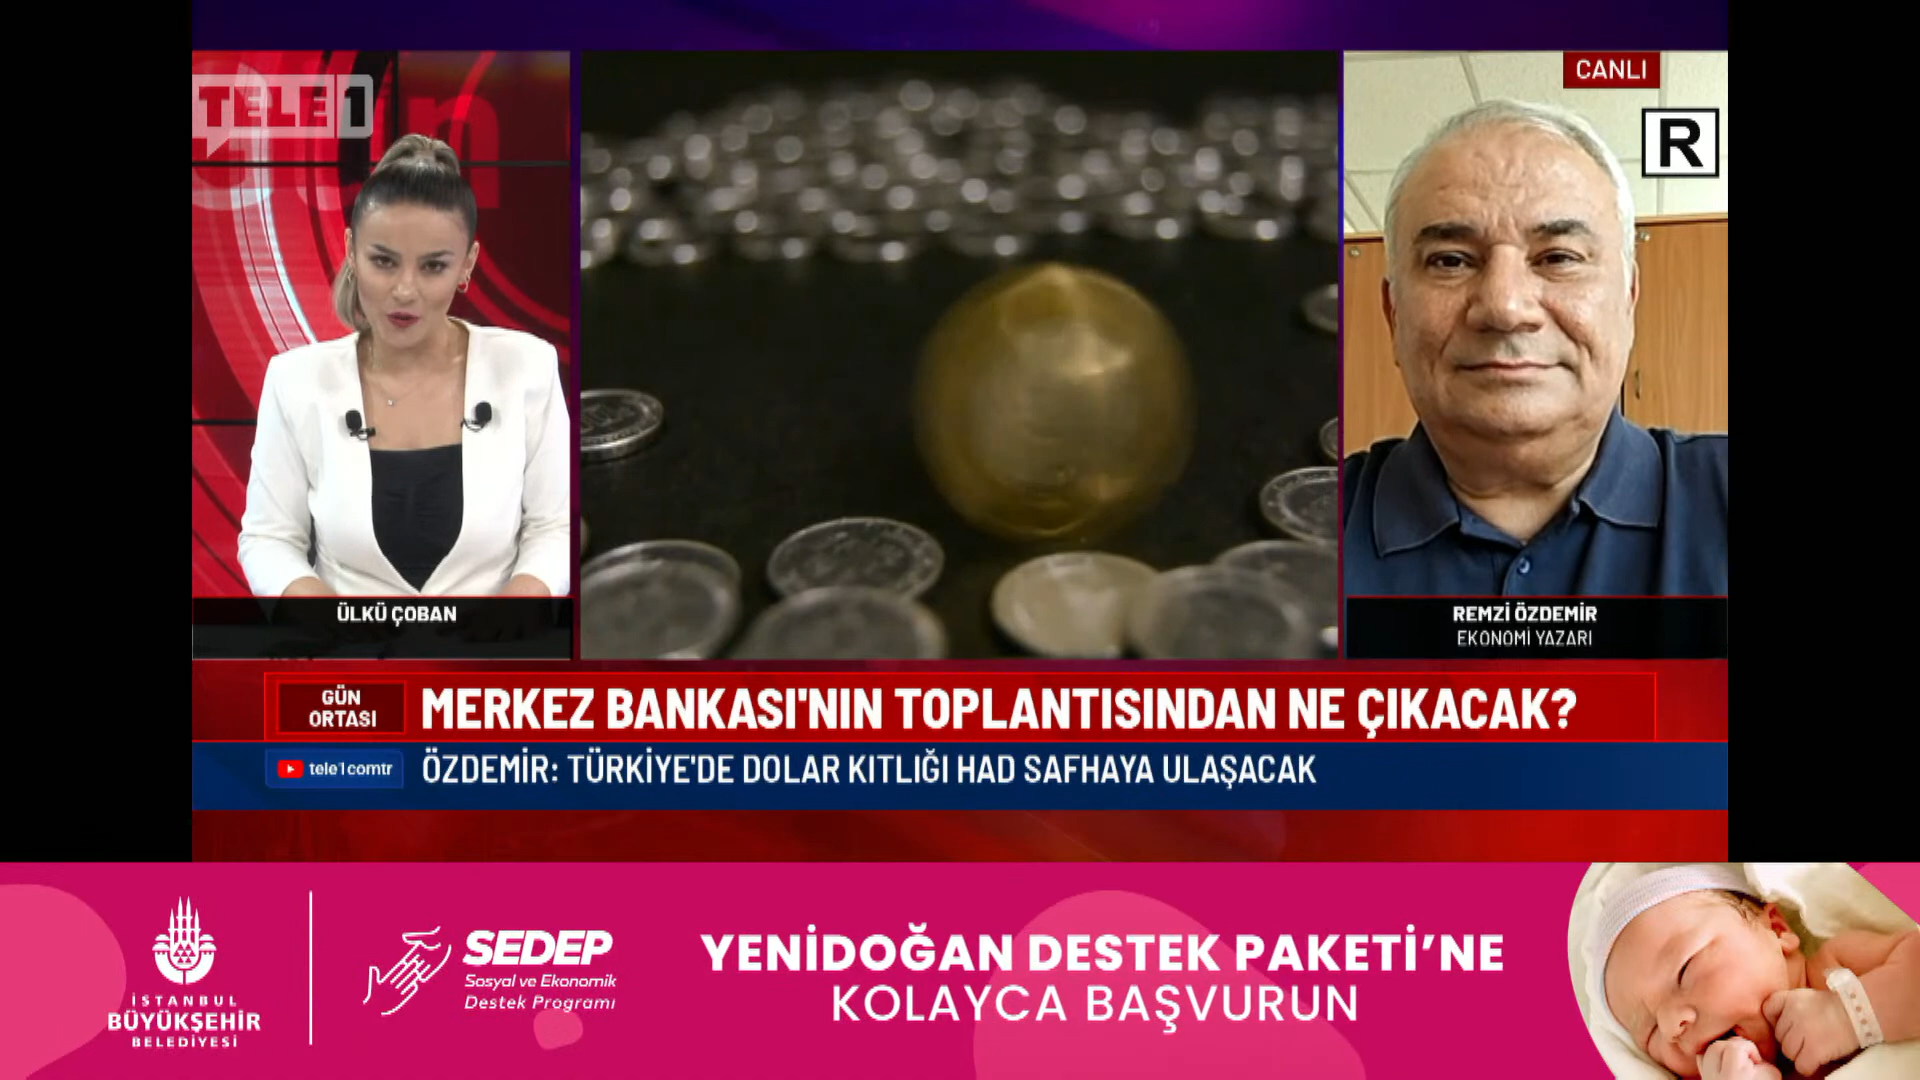 TELE1
CANLI
R
ÜLKÜ ÇOBAN
REMZİ ÖZDEMİR
EKONOMİ YAZARI
GÜN
ORTASI
MERKEZ BANKASI'NIN TOPLANTISINDAN NE ÇIKACAK?
tele1comtr
ÖZDEMİR: TÜRKİYE'DE DOLAR KITLIĞI HAD SAFHAYA ULAŞACAK
İSTANBUL
BÜYÜKŞEHİR
BELEDİYESİ
SEDEP
Sosyal ve Ekonomik
Destek Programı
YENİDOĞAN DESTEK PAKETİ’NE
KOLAYCA BAŞVURUN